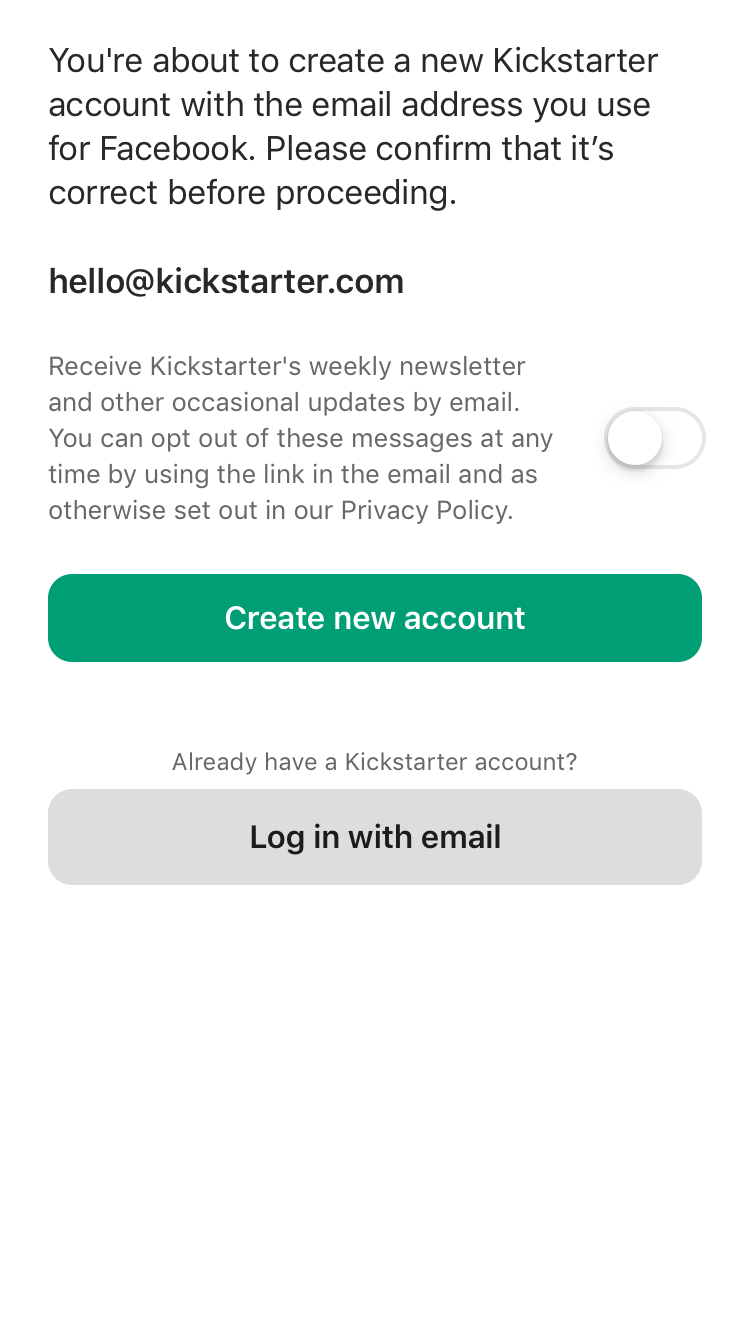 You're about to create a new Kickstarter
account with the email address you use
for Facebook. Please confirm that it’s
correct before proceeding.
hello@kickstarter.com
Receive Kickstarter's weekly newsletter
and other occasional updates by email.
You can opt out of these messages at any
time by using the link in the email and as
otherwise set out in our Privacy Policy.
Create new account
Already have a Kickstarter account?
Log in with email